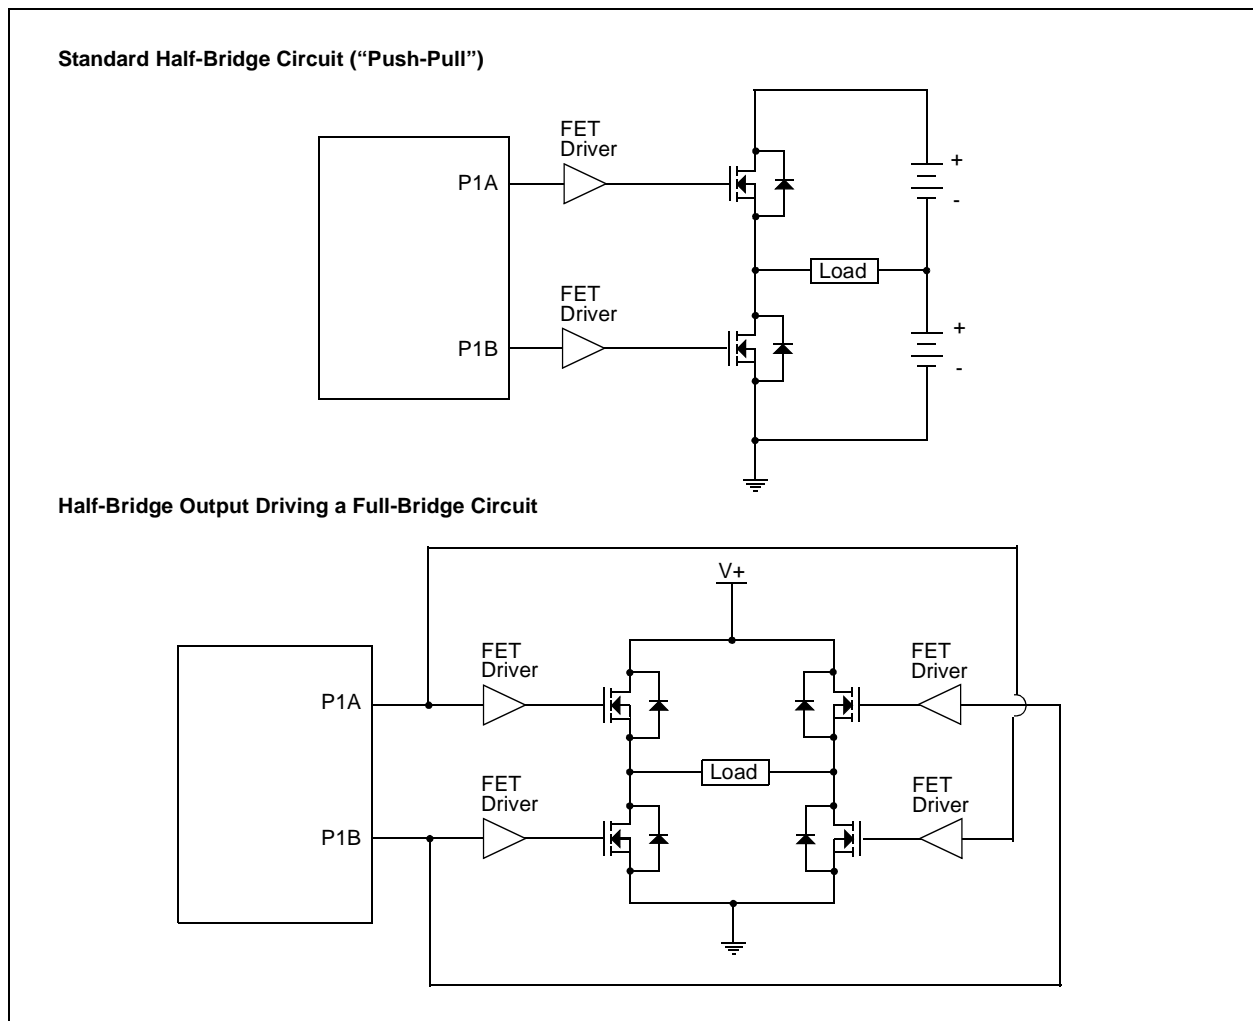 Standard Half-Bridge Circuit (“Push-Pull”)
FET
Driver
P1A
+
-
Load
FET
Driver
P1B
+
-
Half-Bridge Output Driving a Full-Bridge Circuit
V+
FET
Driver
FET
Driver
P1A
Load
FET
Driver
FET
Driver
P1B